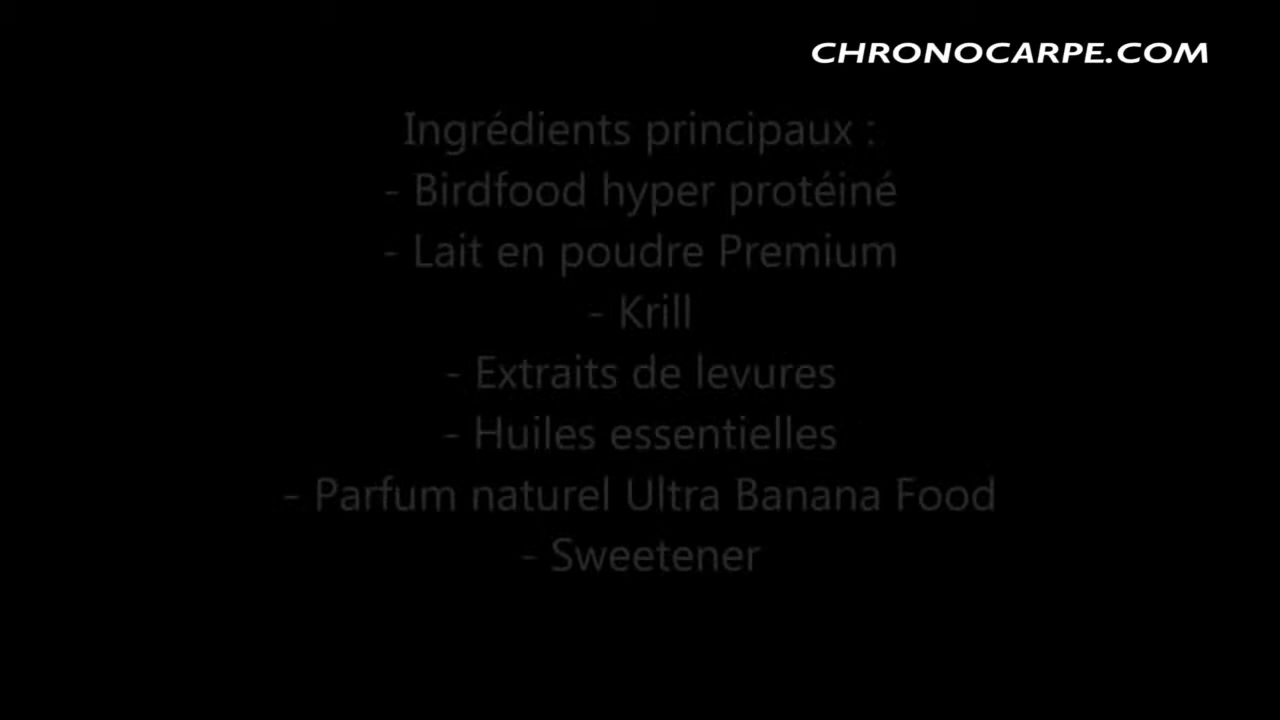 CHRONOCARPE.COM
Ingrédients principaux :
- Birdfood hyper protéiné
- Lait en poudre Premium
- Krill
- Extraits de levures
- Huiles essentielles
- Parfum naturel Ultra Banana Food
- Sweetener